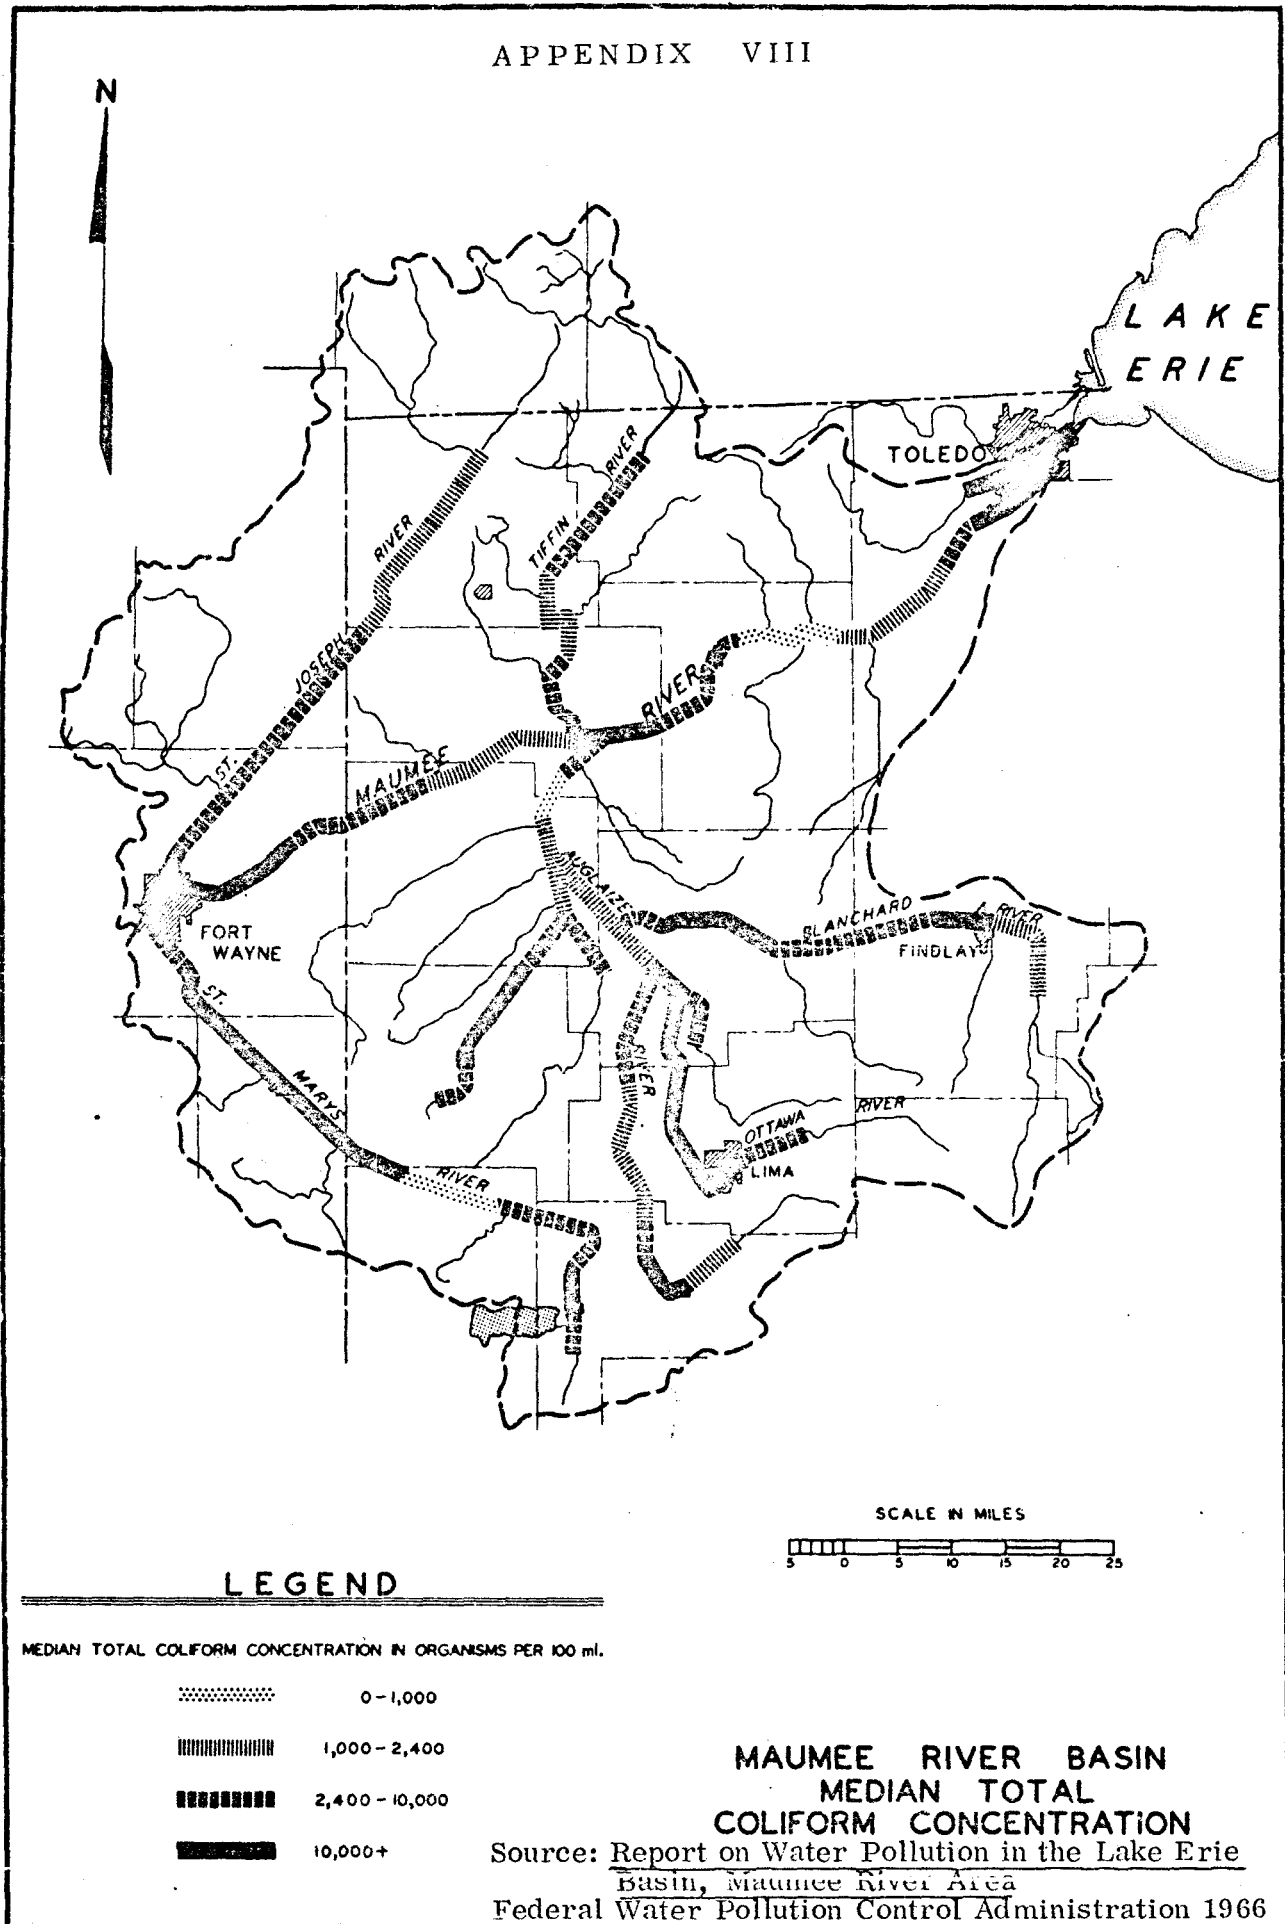 APPENDIX VIII
N
LAKE
ERIE
TOLEDO
RIVER
TIFFIN
RIVER
JOSEPH
ST.
RIVER
MAUMEE
AUGLAIZE
BLANCHARD
RIVER
FINDLAY
FORT
WAYNE
ST.
RIVER
MARYS
OTTAWA
RIVER
LIMA
RIVER
SCALE IN MILES
5 0 5 10 15 20 25
LEGEND
MEDIAN TOTAL COLIFORM CONCENTRATION IN ORGANISMS PER 100 ml.
0-1,000
1,000-2,400
2,400-10,000
10,000+
MAUMEE RIVER BASIN
MEDIAN TOTAL
COLIFORM CONCENTRATION
Source: Report on Water Pollution in the Lake Erie
Basin, Maumee River Area
Federal Water Pollution Control Administration 1966